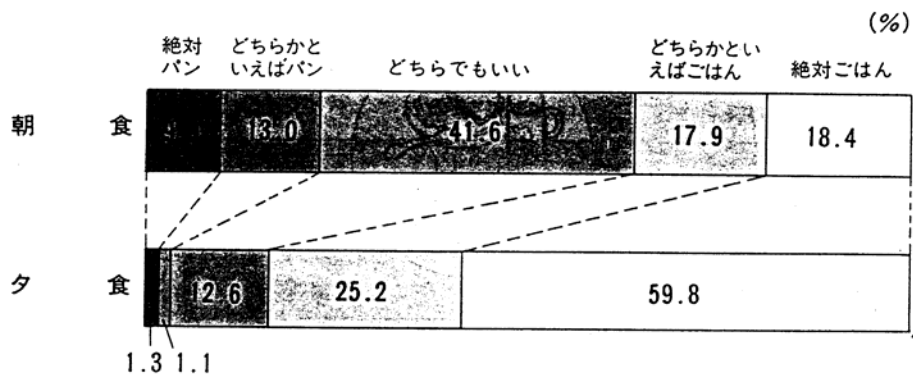 (%)
絶対
パン
どちらかと
いえばパン
どちらでもいい
どちらかといえばごはん
絶対ごはん
朝 食
13.0
41.6
17.9
18.4
夕 食
12.6
25.2
59.8
1.3
1.1